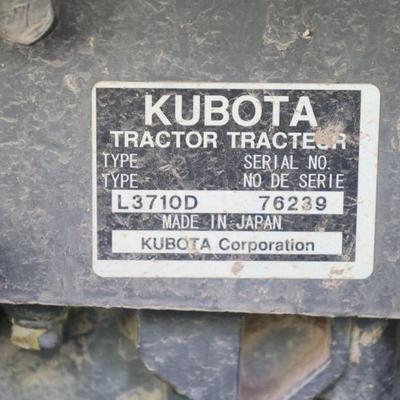 KUBOTA
TRACTOR TRACTEUR
TYPE SERIAL NO.
TYPE NO DE SERIE
L3710D 76239
MADE IN JAPAN
KUBOTA Corporation